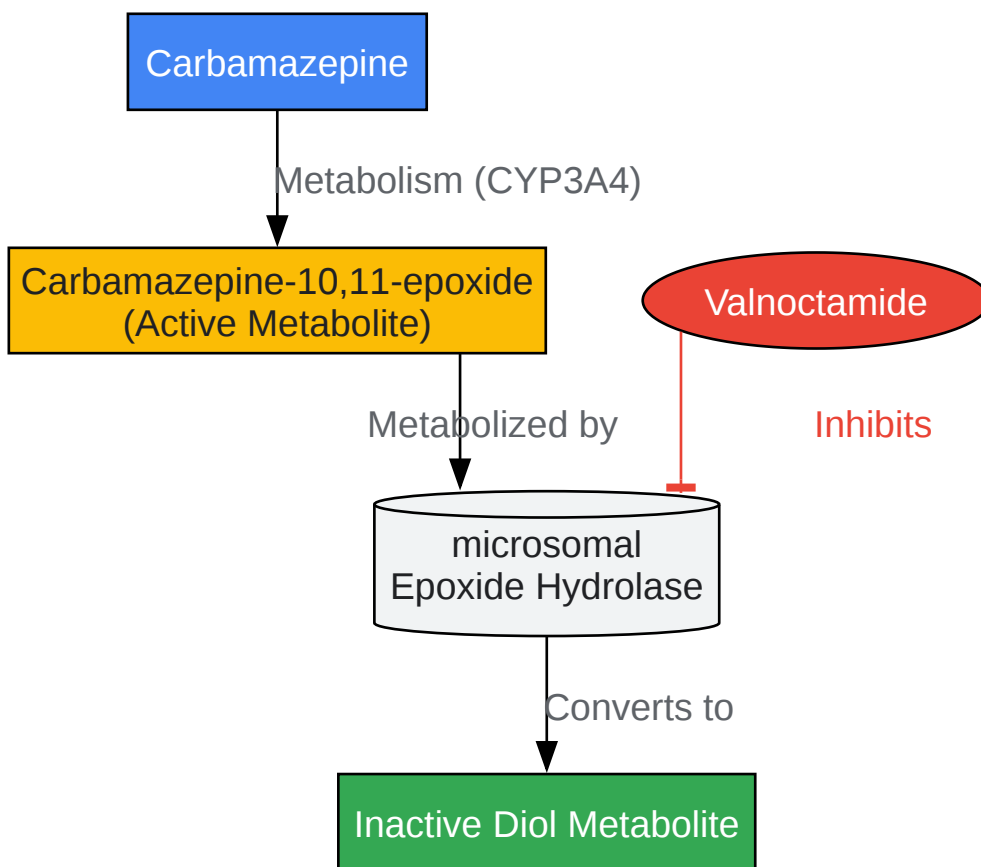 Carbamazepine
Metabolism (CYP3A4)
Carbamazepine-10,11-epoxide
(Active Metabolite)
Valnoctamide
Metabolized by
Inhibits
microsomal
Epoxide Hydrolase
Converts to
Inactive Diol Metabolite